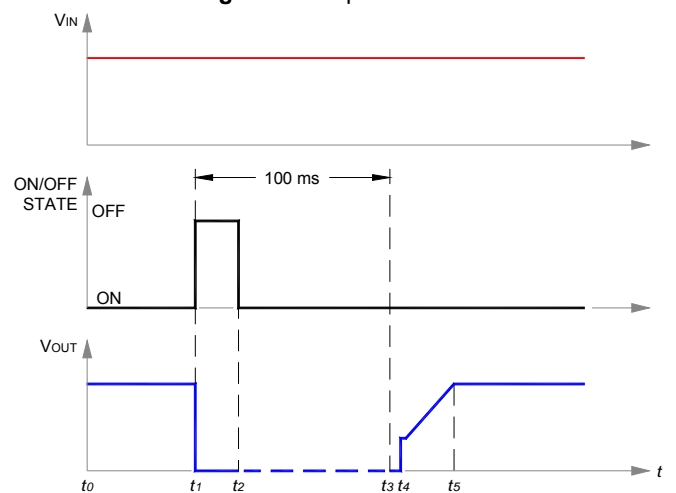 VIN
100 ms
ON/OFF
STATE
OFF
ON
VOUT
t
t0 t1 t2 t3 t4 t5